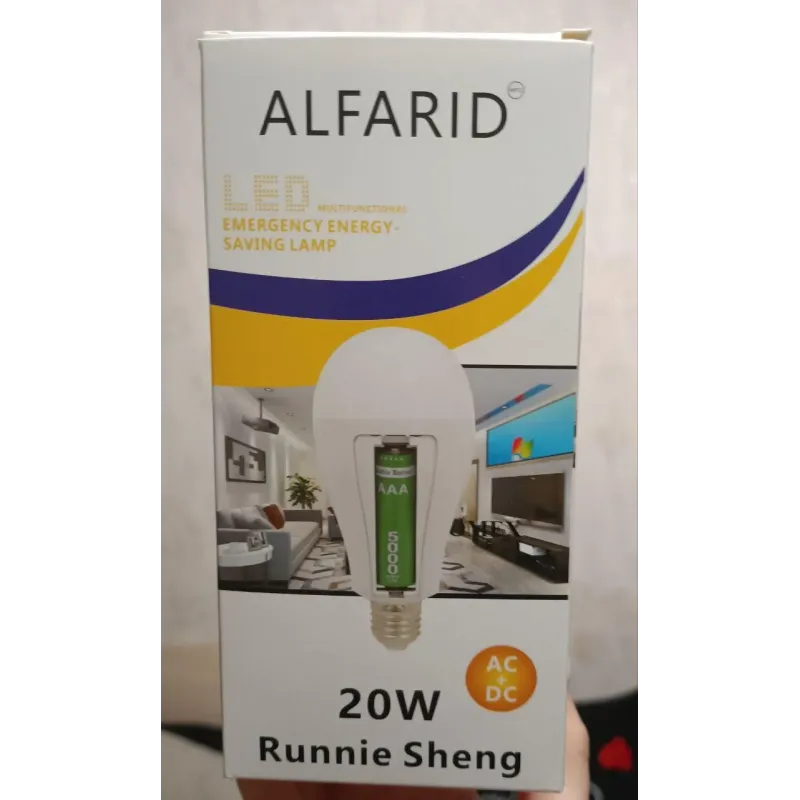 ALFARID
LED MULTIFUNCTIONAL
EMERGENCY ENERGY-
SAVING LAMP
AAA
5000
AC
+
DC
20W
Runnie Sheng